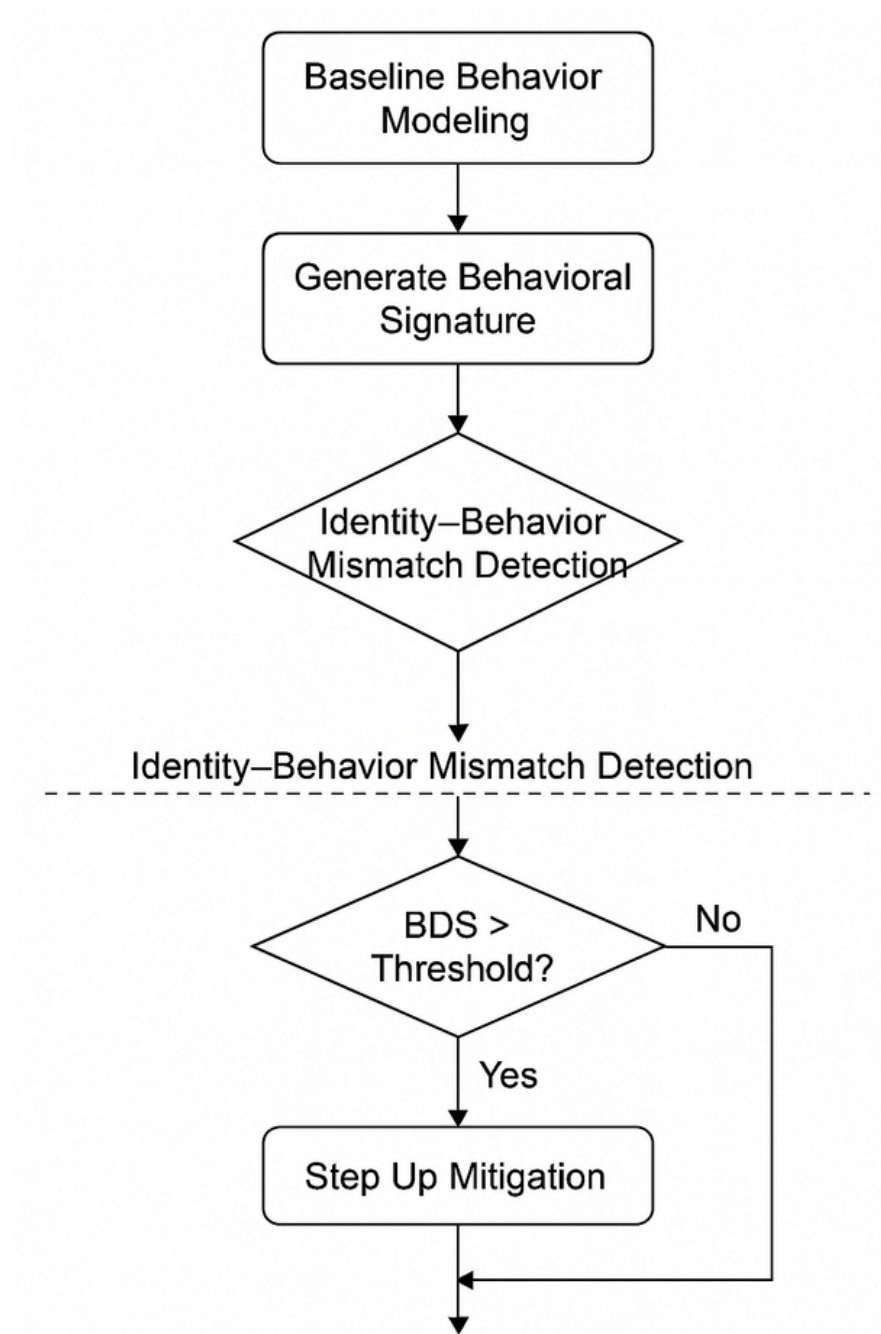 Baseline Behavior
Modeling
Generate Behavioral
Signature
Identity–Behavior
Mismatch Detection
Identity–Behavior Mismatch Detection
BDS >
Threshold?
No
Yes
Step Up Mitigation